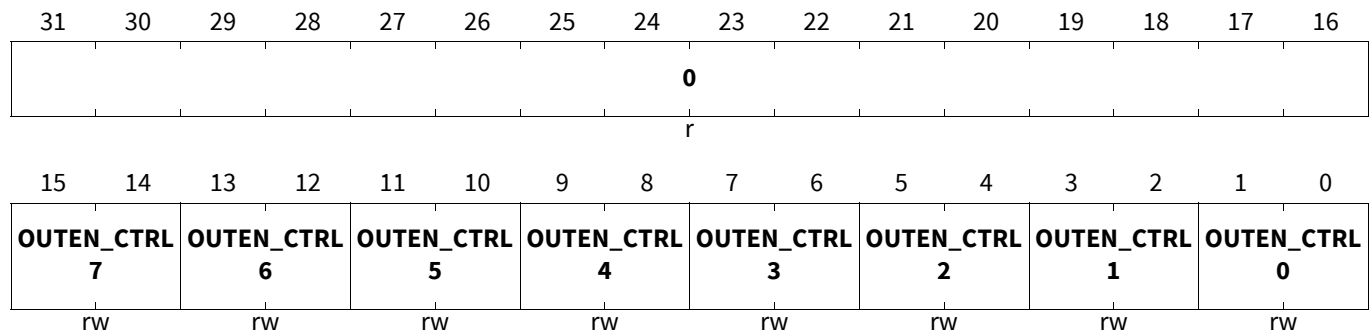 31 30 29 28 27 26 25 24 23 22 21 20 19 18 17 16
0
r
15 14 13 12 11 10 9 8 7 6 5 4 3 2 1 0
OUTEN_CTRL OUTEN_CTRL OUTEN_CTRL OUTEN_CTRL OUTEN_CTRL OUTEN_CTRL OUTEN_CTRL OUTEN_CTRL
7 6 5 4 3 2 1 0
rw rw rw rw rw rw rw rw